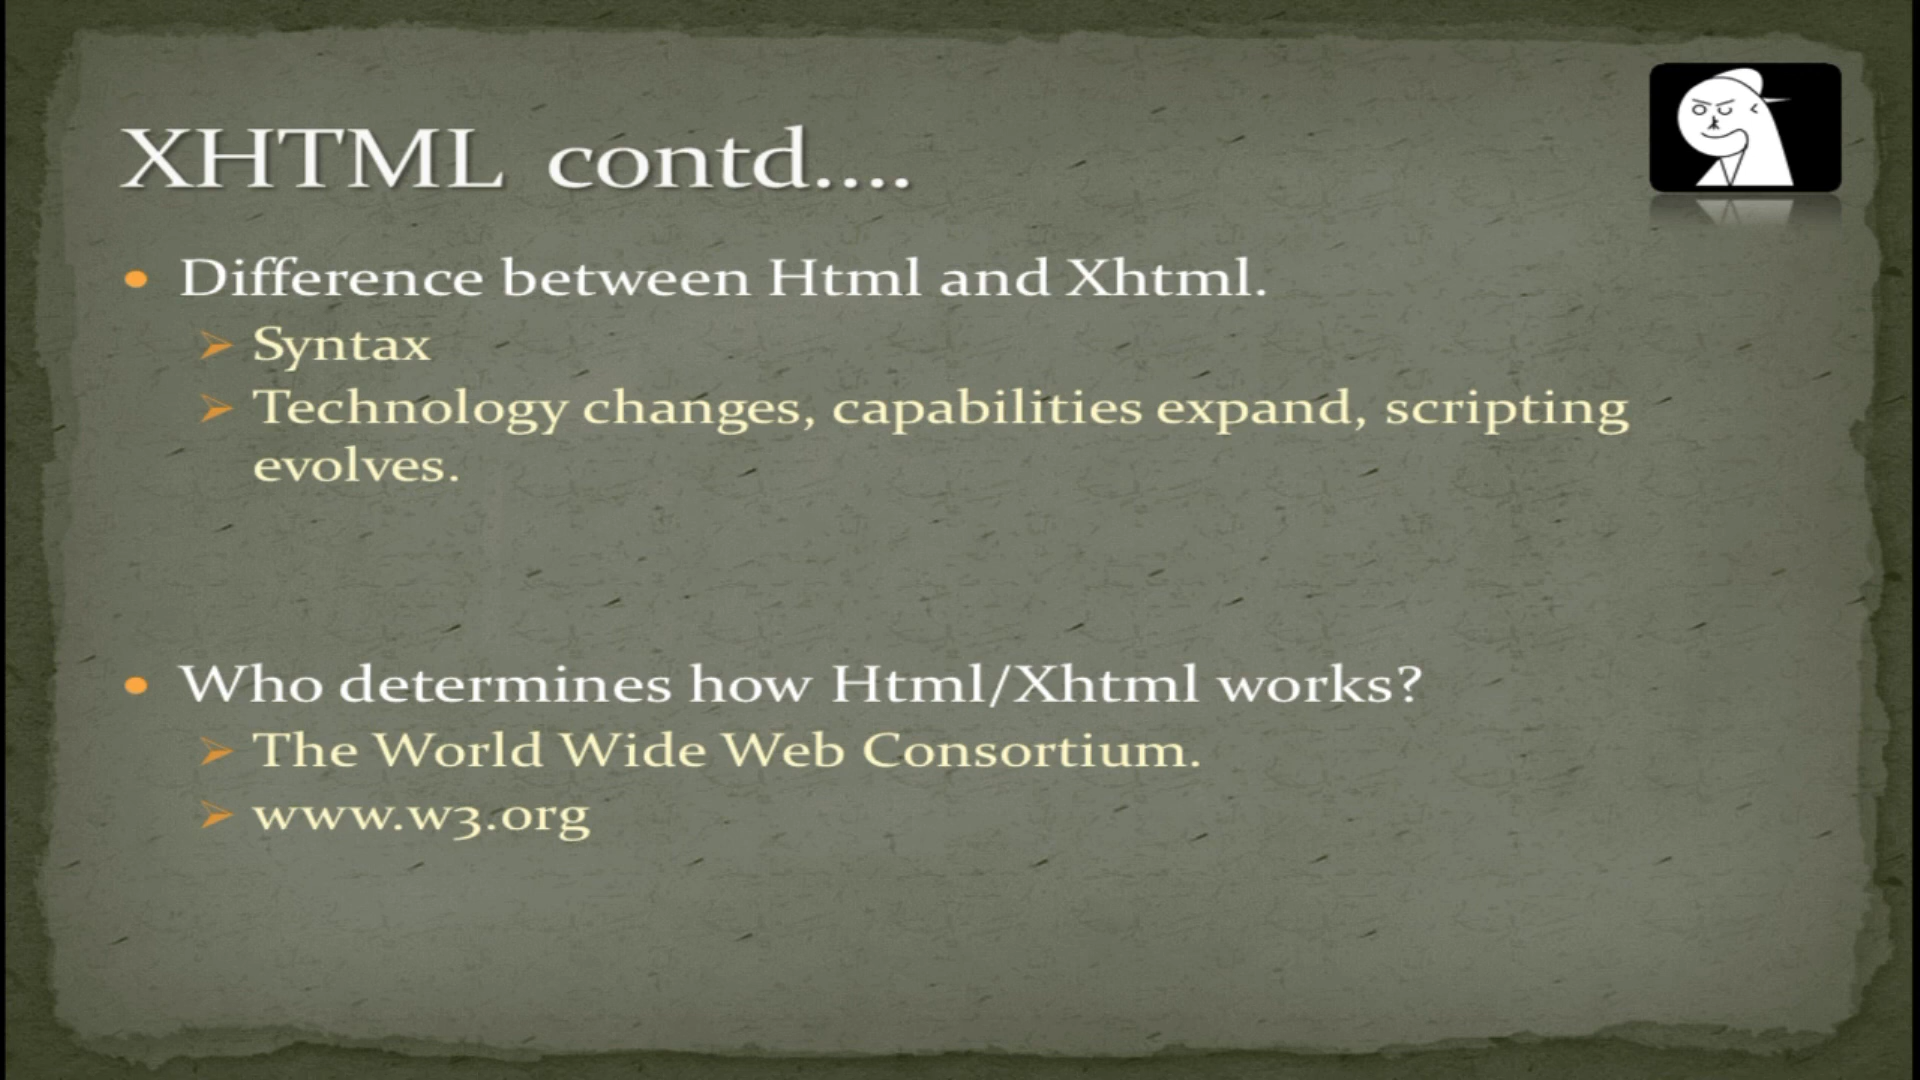 XHTML contd....
Difference between Html and Xhtml.
Syntax
Technology changes, capabilities expand, scripting
evolves.
Who determines how Html/Xhtml works?
The World Wide Web Consortium.
www.w3.org